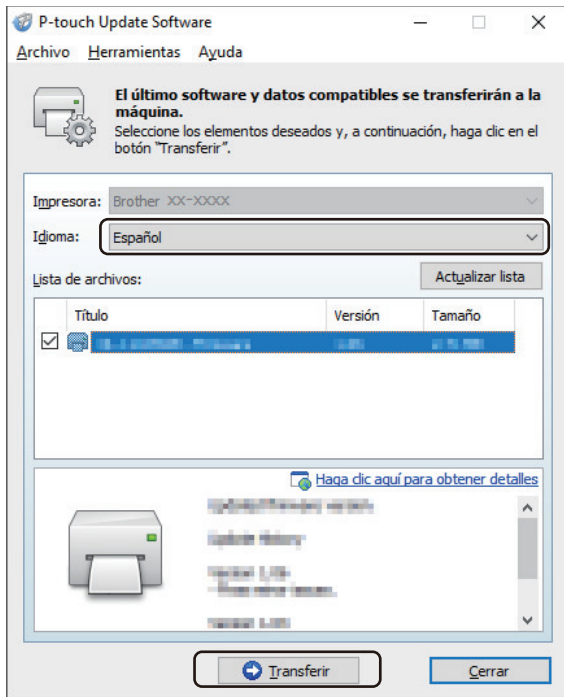 P-touch Update Software
Archivo Herramientas Ayuda
El último software y datos compatibles se transferirán a la
máquina.
Seleccione los elementos deseados y, a continuación, haga clic en el
botón "Transferir".
Impresora: Brother XX-XXXX
Idioma: Español
Lista de archivos: Actualizar lista
Título Versión Tamaño
Haga clic aquí para obtener detalles
Transferir Cerrar